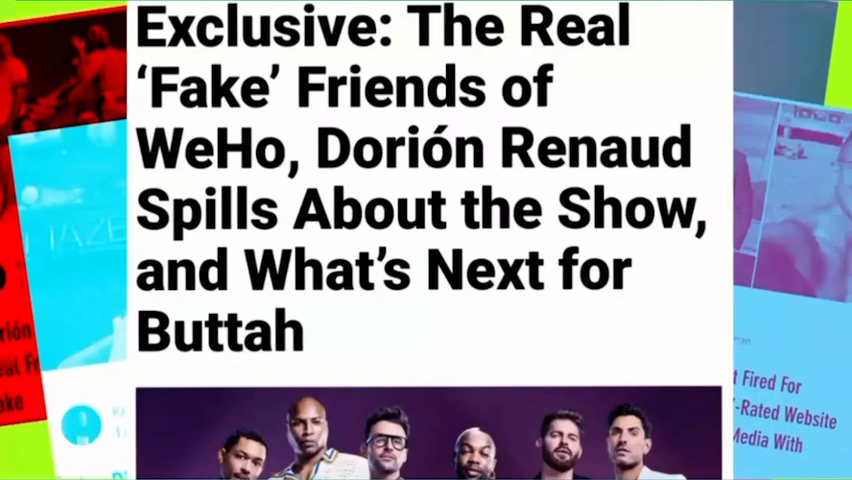 Exclusive: The Real
‘Fake’ Friends of
WeHo, Dorión Renaud
Spills About the Show,
and What’s Next for
Buttah
t Fired For
-Rated Website
Media With